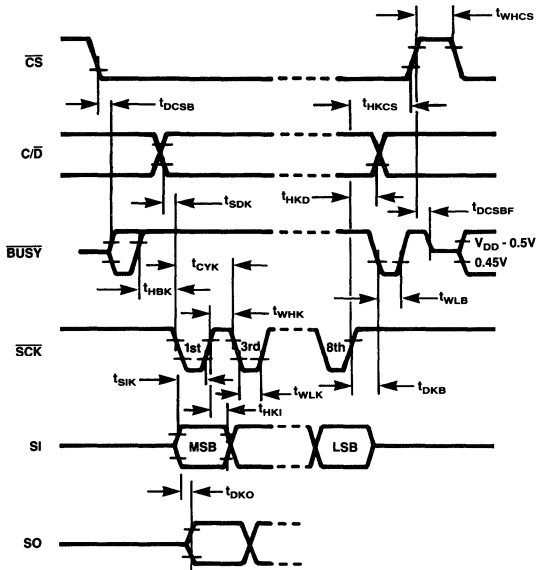 tWHCS
CS
tDCSB
tHKCS
C/D
tSDK
tHKD
tDCSBF
BUSY
VDD - 0.5V
0.45V
tCYK
tHBK
tWHK
tWLB
SCK
1st
3rd
8th
tSIK
tWLK
tDKB
tHKI
SI
MSB
LSB
tDKO
SO